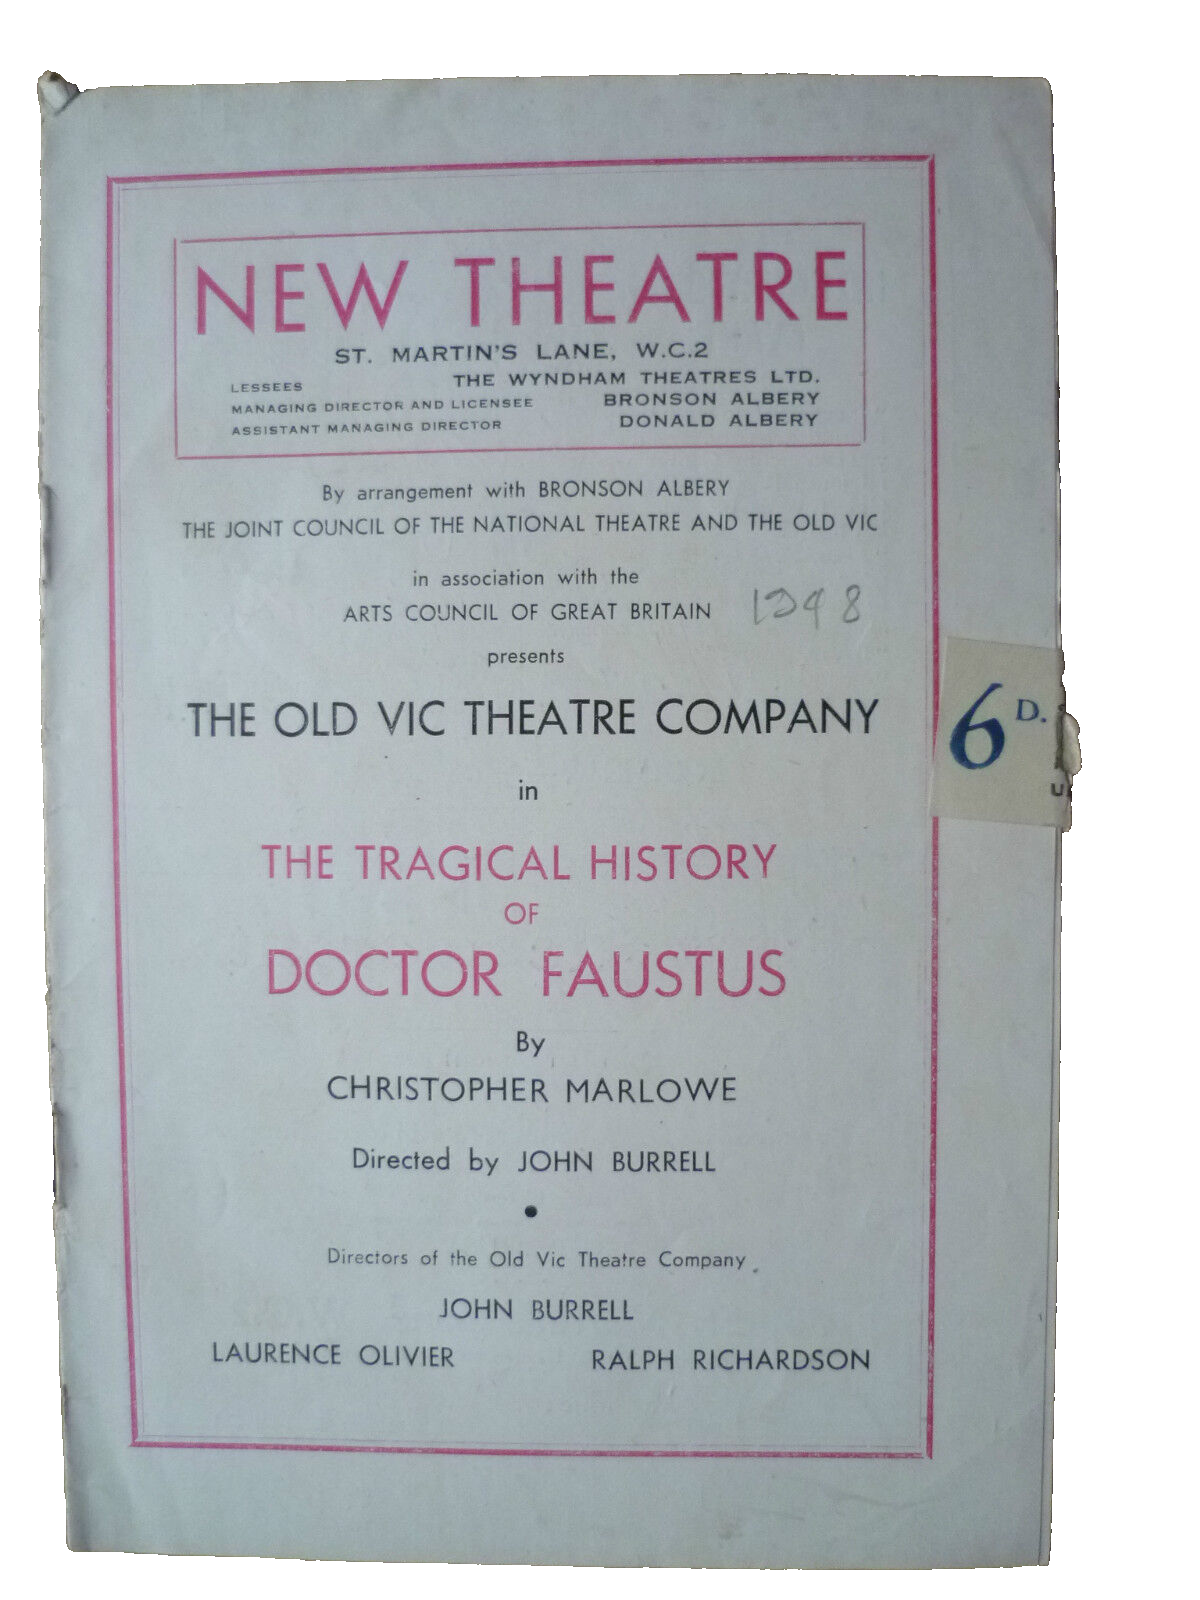 NEW THEATRE
ST. MARTIN'S LANE, W.C.2
LESSEES THE WYNDHAM THEATRES LTD.
MANAGING DIRECTOR AND LICENSEE BRONSON ALBERY
ASSISTANT MANAGING DIRECTOR DONALD ALBERY
By arrangement with BRONSON ALBERY
THE JOINT COUNCIL OF THE NATIONAL THEATRE AND THE OLD VIC
in association with the
ARTS COUNCIL OF GREAT BRITAIN 1948
presents
THE OLD VIC THEATRE COMPANY
6D.
in
THE TRAGICAL HISTORY
OF
DOCTOR FAUSTUS
By
CHRISTOPHER MARLOWE
Directed by JOHN BURRELL
•
Directors of the Old Vic Theatre Company
JOHN BURRELL
LAURENCE OLIVIER RALPH RICHARDSON